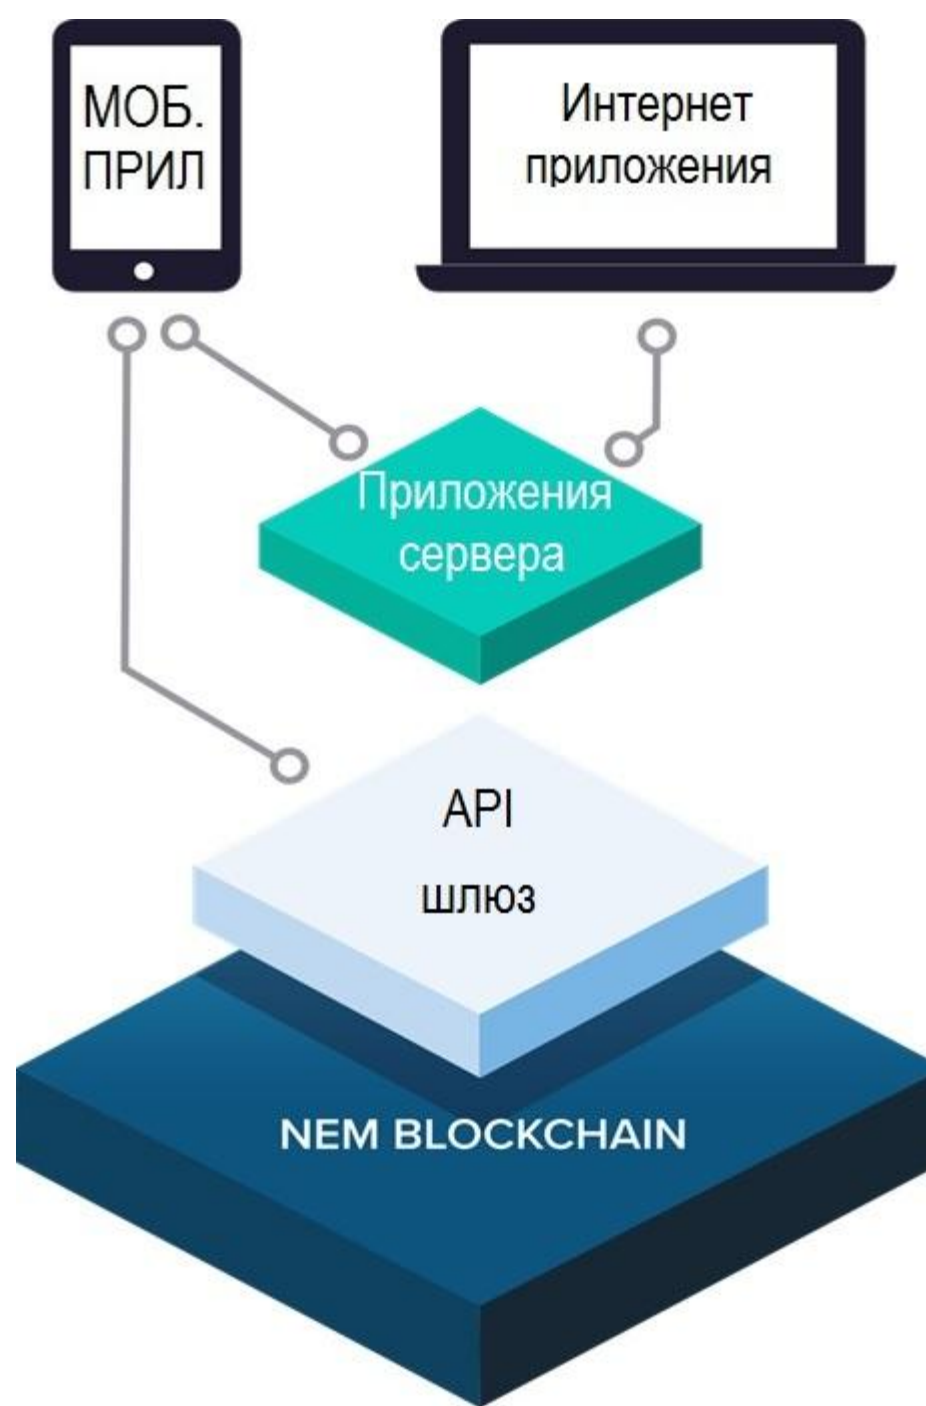 МОБ.
ПРИЛ
Интернет
приложения
Приложения
сервера
API
шлюз
NEM BLOCKCHAIN